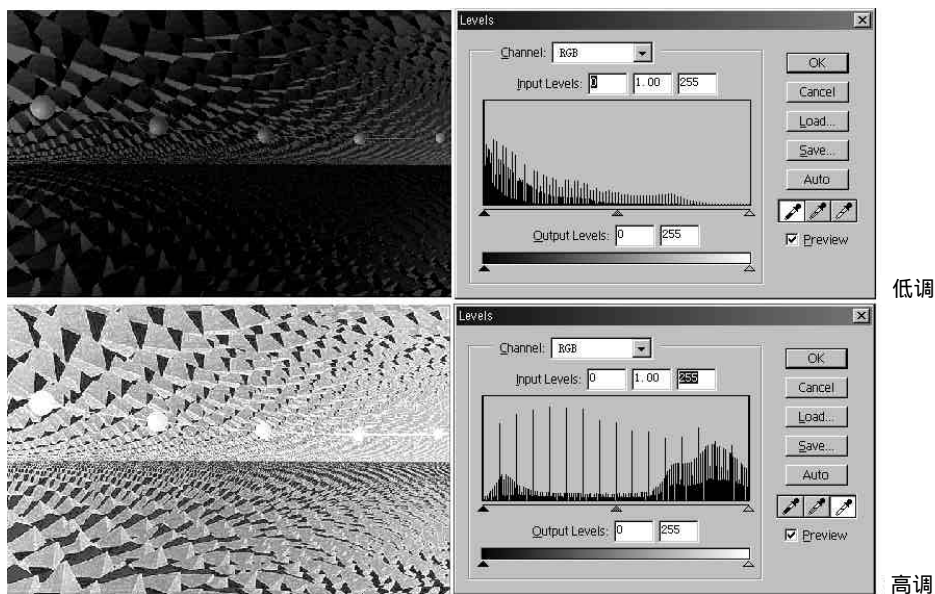 Levels
Channel: RGB
Input Levels: 0 1.00 255
OK
Cancel
Load...
Save...
Auto
Output Levels: 0 255
Preview
低调
Levels
Channel: RGB
Input Levels: 0 1.00 255
OK
Cancel
Load...
Save...
Auto
Output Levels: 0 255
Preview
高调